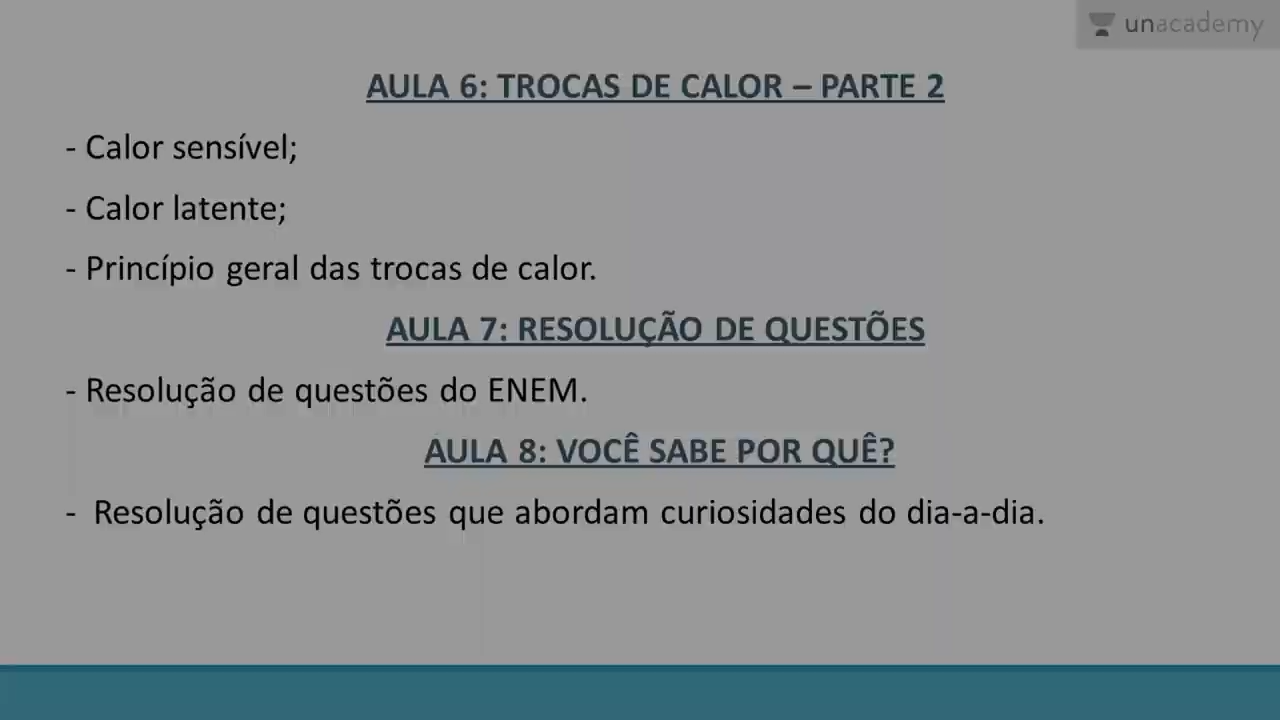 unacademy
AULA 6: TROCAS DE CALOR – PARTE 2
- Calor sensível;
- Calor latente;
- Princípio geral das trocas de calor.
AULA 7: RESOLUÇÃO DE QUESTÕES
- Resolução de questões do ENEM.
AULA 8: VOCÊ SABE POR QUÊ?
- Resolução de questões que abordam curiosidades do dia-a-dia.